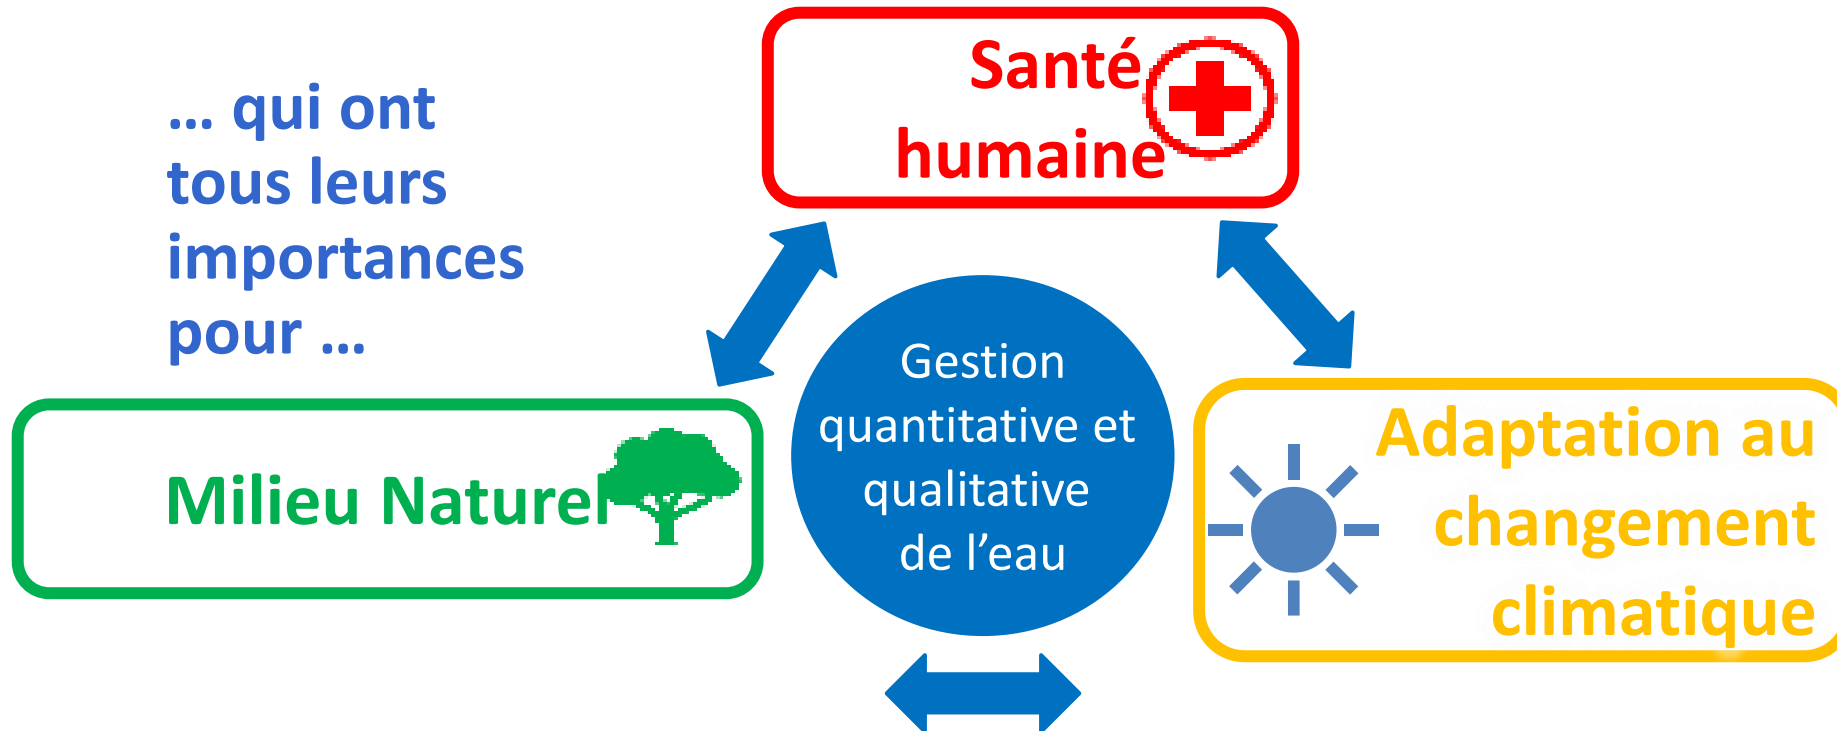 … qui ont
tous leurs
importances
pour …
Santé
humaine
Milieu Naturel
Gestion
quantitative et
qualitative
de l’eau
Adaptation au
changement
climatique